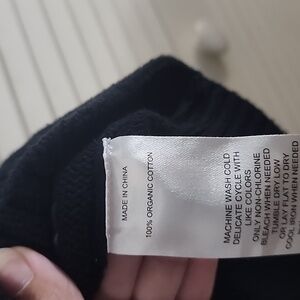 MADE IN CHINA
100% ORGANIC COTTON
MACHINE WASH COLD
DELICATE CYCLE WITH
LIKE COLORS
ONLY NON-CHLORINE
BLEACH WHEN NEEDED
TUMBLE DRY LOW
OR LAY FLAT TO DRY
COOL IRON WHEN NEEDED